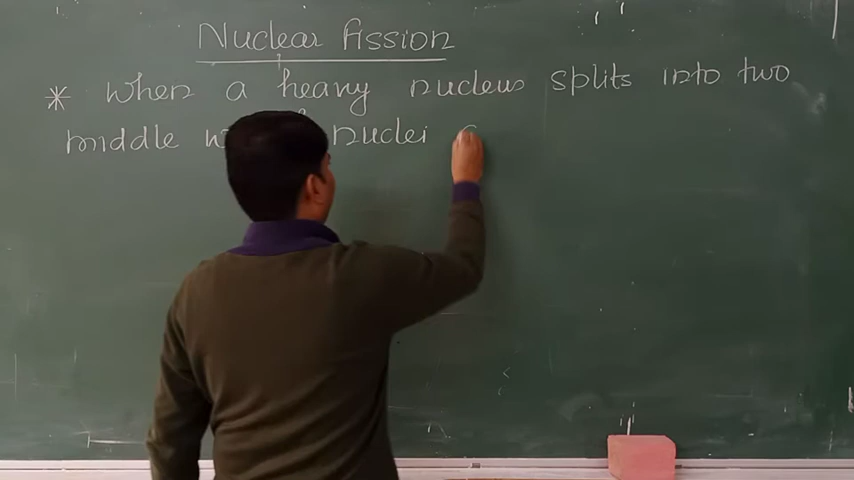 Nuclear fission
* When a heavy nucleus splits into two
middle nuclei